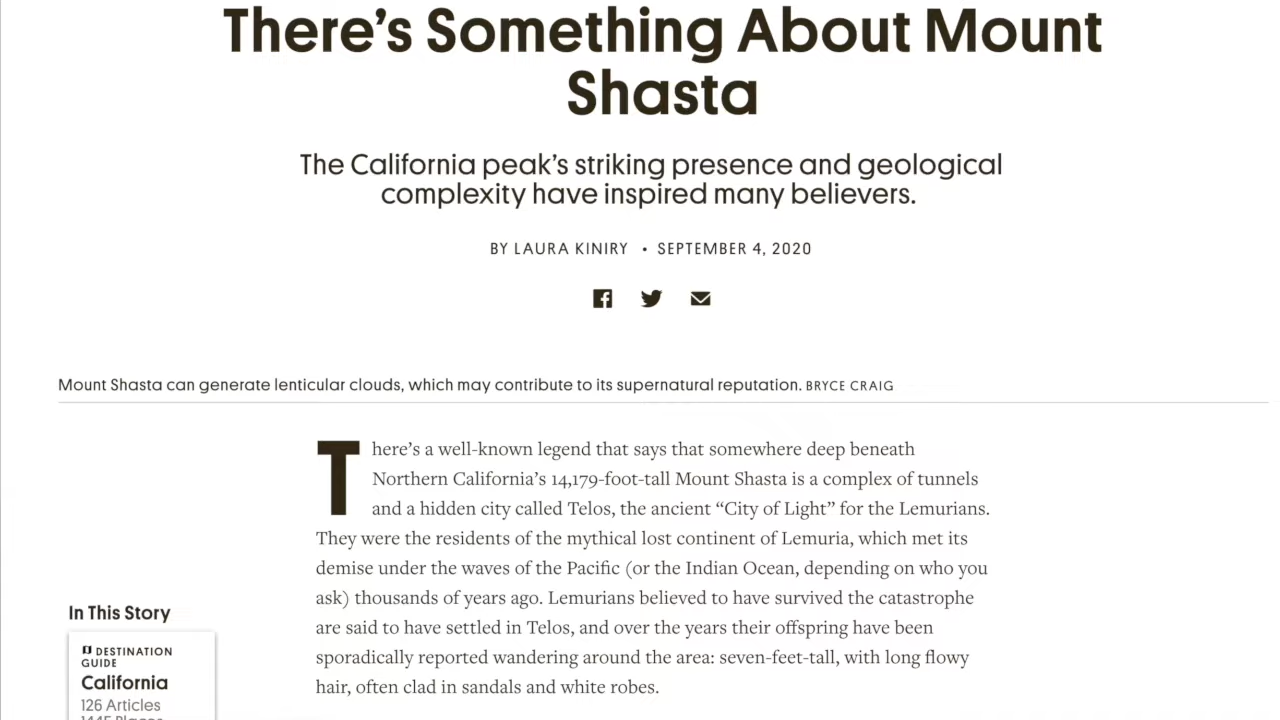 There's Something About Mount
Shasta
The California peak's striking presence and geological
complexity have inspired many believers.
BY LAURA KINIRY • SEPTEMBER 4, 2020
Mount Shasta can generate lenticular clouds, which may contribute to its supernatural reputation. BRYCE CRAIG
There's a well-known legend that says that somewhere deep beneath
Northern California's 14,179-foot-tall Mount Shasta is a complex of tunnels
and a hidden city called Telos, the ancient “City of Light” for the Lemurians.
They were the residents of the mythical lost continent of Lemuria, which met its
demise under the waves of the Pacific (or the Indian Ocean, depending on who you
ask) thousands of years ago. Lemurians believed to have survived the catastrophe
are said to have settled in Telos, and over the years their offspring have been
sporadically reported wandering around the area: seven-feet-tall, with long flowy
hair, often clad in sandals and white robes.
In This Story
DESTINATION
GUIDE
California
126 Articles
1445 Places